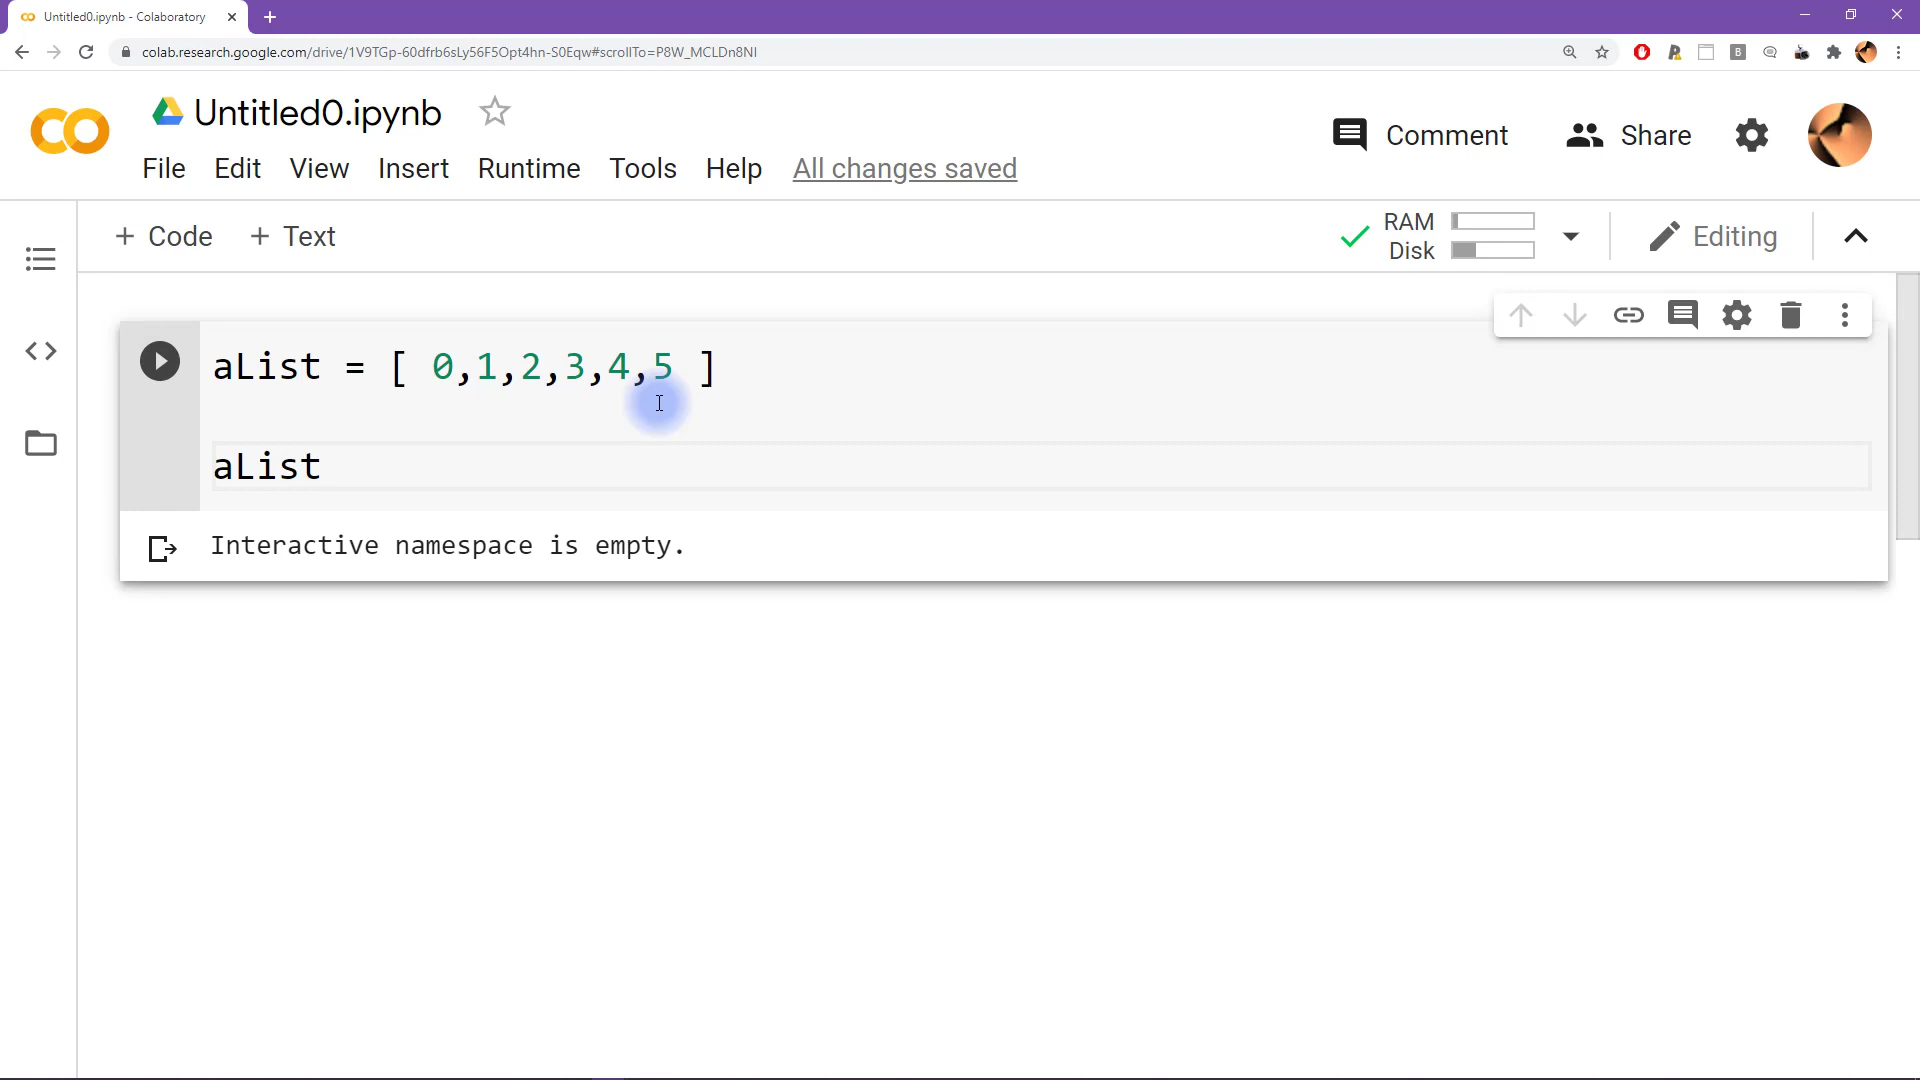 Untitled0.ipynb - Colaboratory
colab.research.google.com/drive/1V9TGp-60dfrb6sLy56F5Opt4hn-S0Eqw#scrollTo=P8W_MCLDn8NI
Untitled0.ipynb
Comment Share
File Edit View Insert Runtime Tools Help All changes saved
+ Code + Text
RAM
Disk
Editing
aList = [ 0,1,2,3,4,5 ]
aList
Interactive namespace is empty.